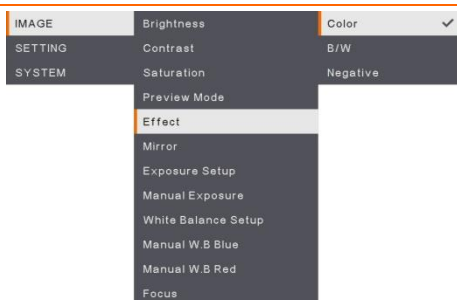 IMAGE
SETTING
SYSTEM
Brightness
Contrast
Saturation
Preview Mode
Effect
Mirror
Exposure Setup
Manual Exposure
White Balance Setup
Manual W.B Blue
Manual W.B Red
Focus
Color
B/W
Negative